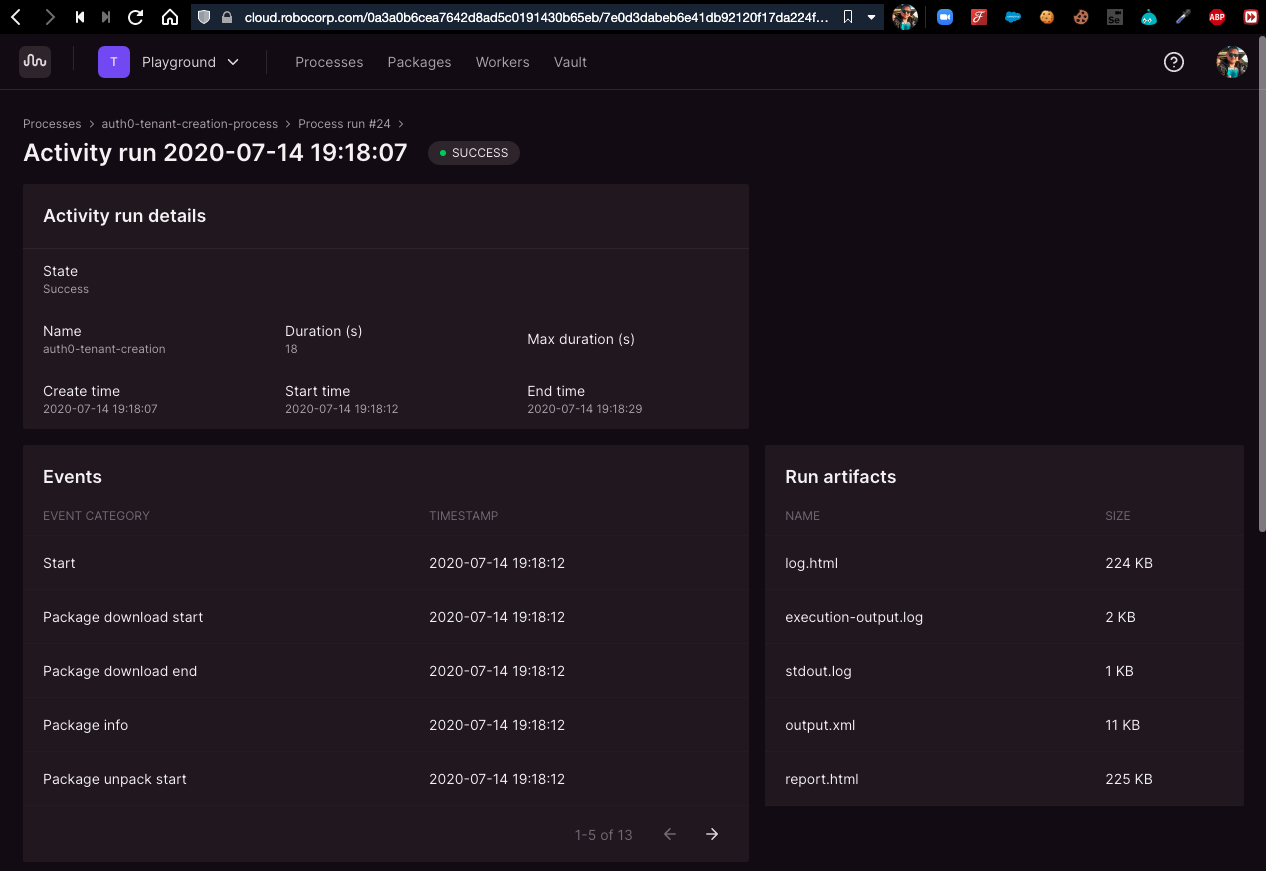 cloud.robocorp.com/0a3a0b6cea7642d8ad5c0191430b65eb/7e0d3dabeb6e41db92120f17da224f...
Se
ABP
T Playground Processes Packages Workers Vault
Processes > auth0-tenant-creation-process > Process run #24 >
Activity run 2020-07-14 19:18:07 SUCCESS
Activity run details
State
Success
Name Duration (s) Max duration (s)
auth0-tenant-creation 18
Create time Start time End time
2020-07-14 19:18:07 2020-07-14 19:18:12 2020-07-14 19:18:29
Events
EVENT CATEGORY TIMESTAMP
Start 2020-07-14 19:18:12
Package download start 2020-07-14 19:18:12
Package download end 2020-07-14 19:18:12
Package info 2020-07-14 19:18:12
Package unpack start 2020-07-14 19:18:12
1-5 of 13
Run artifacts
NAME SIZE
log.html 224 KB
execution-output.log 2 KB
stdout.log 1 KB
output.xml 11 KB
report.html 225 KB